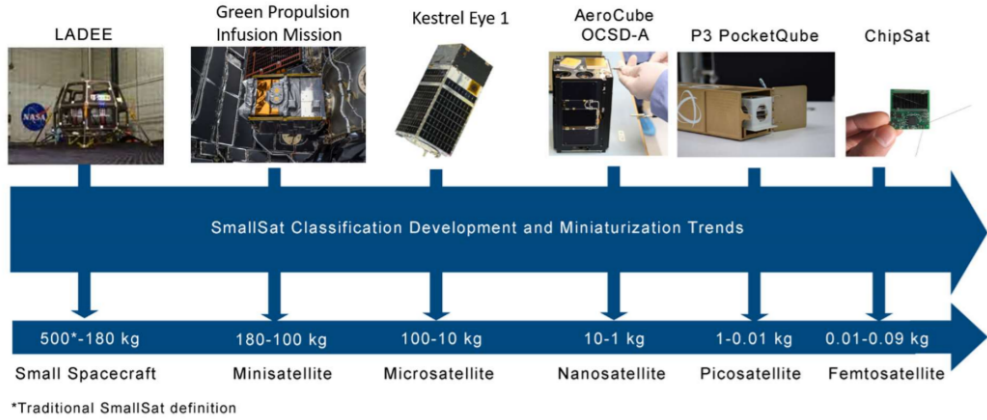 LADEE
Green Propulsion
Infusion Mission
Kestrel Eye 1
AeroCube
OCSD-A
P3 PocketQube
ChipSat
NASA
SmallSat Classification Development and Miniaturization Trends
500*-180 kg
180-100 kg
100-10 kg
10-1 kg
1-0.01 kg
0.01-0.09 kg
Small Spacecraft
Minisatellite
Microsatellite
Nanosatellite
Picosatellite
Femtosatellite
*Traditional SmallSat definition